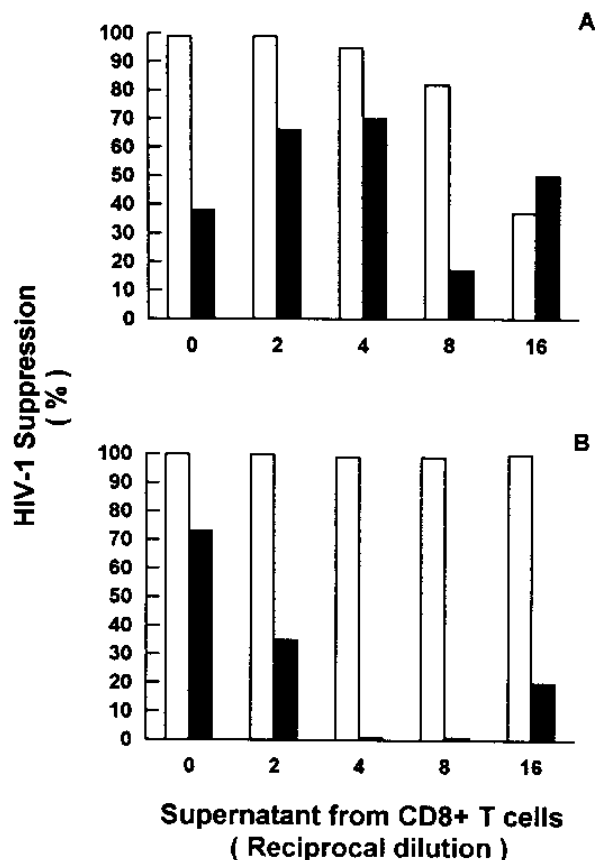 A
100
90
80
70
60
50
40
30
20
10
0
0 2 4 8 16
HIV-1 Suppression
( % )
B
100
90
80
70
60
50
40
30
20
10
0
0 2 4 8 16
Supernatant from CD8+ T cells
( Reciprocal dilution )